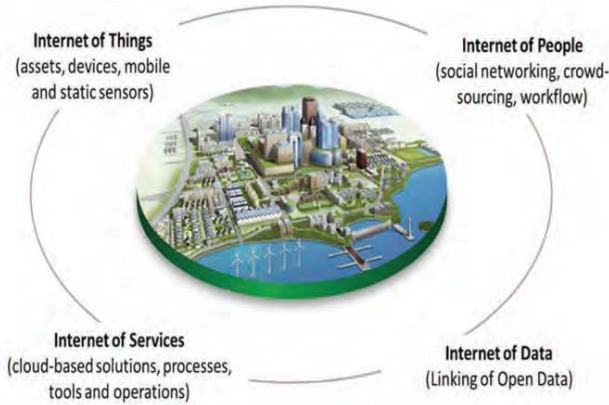 Internet of Things
(assets, devices, mobile
and static sensors)
Internet of People
(social networking, crowd-
sourcing, workflow)
Internet of Services
(cloud-based solutions, processes,
tools and operations)
Internet of Data
(Linking of Open Data)